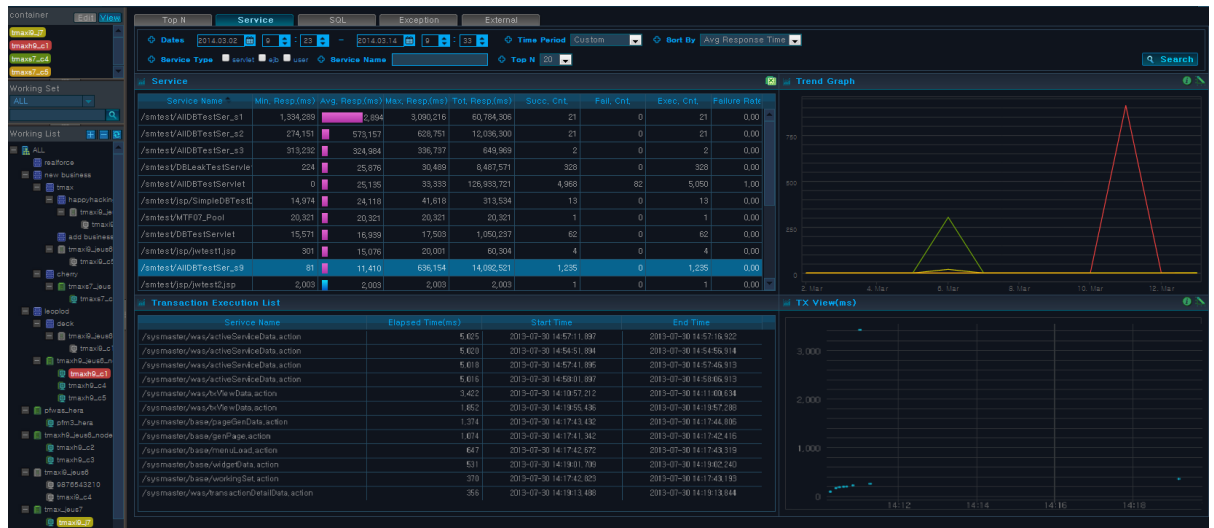 container Edit View
tmaxi9_j7
tmaxh9_c1
tmaxs7_c4
tmaxs7_c5
Working Set
ALL
Working List
ALL
realforce
new business
tmax
happyhackin
tmaxi9_je
tmaxi9
add business
tmaxi9_jeus6
tmaxi9_c5
cherry
tmaxs7_jeus
tmaxs7_c
leoplod
deck
tmaxi9_jeus6
tmaxi9_c1
tmaxh9_jeus6_n
tmaxh9_c1
tmaxh9_c4
tmaxh9_c5
pfwas_hera
pfm3_hera
tmaxh9_jeus6_node
tmaxh9_c2
tmaxh9_c3
tmaxi9_jeus6
9876543210
tmaxi9_c4
tmax_jeus7
tmaxi9_j7
Top N Service SQL Exception External
Dates 2014.03.02 9 : 23 ~ 2014.03.14 9 : 33 Time Period Custom Sort By Avg Response Time
Service Type servlet ejb user Service Name Top N 20 Search
Service
Service Name Min. Resp.(ms) Avg. Resp.(ms) Max. Resp.(ms) Tot. Resp.(ms) Succ. Cnt. Fail. Cnt. Exec. Cnt. Failure Rate
/smtest/AllDBTestSer_s1 1,334,289 2,894 3,090,216 60,764,306 21 0 21 0.00
/smtest/AllDBTestSer_s2 274,151 573,157 628,751 12,036,300 21 0 21 0.00
/smtest/AllDBTestSer_s3 313,232 324,984 336,737 649,969 2 0 2 0.00
/smtest/DBLeakTestServle 224 25,876 30,489 8,487,571 328 0 328 0.00
/smtest/AllDBTestServlet 0 25,135 33,333 126,933,721 4,968 82 5,050 1.00
/smtest/jsp/SimpleDBTestD 14,974 24,118 41,618 313,534 13 0 13 0.00
/smtest/MTF07_Pool 20,321 20,321 20,321 20,321 1 0 1 0.00
/smtest/DBTestServlet 15,571 16,939 17,503 1,050,237 62 0 62 0.00
/smtest/jsp/jwtest1.jsp 301 15,076 20,001 60,304 4 0 4 0.00
/smtest/AllDBTestSer_s9 81 11,410 636,154 14,092,521 1,235 0 1,235 0.00
/smtest/jsp/jwtest2.jsp 2,003 2,003 2,003 2,003 1 0 1 0.00
Trend Graph
750
500
250
0
2. Mar 4. Mar 6. Mar 8. Mar 10. Mar 12. Mar
Transaction Execution List
Serivce Name Elapsed Time(ms) Start Time End Time
/sysmaster/was/activeServiceData.action 5,025 2013-07-30 14:57:11.897 2013-07-30 14:57:16.922
/sysmaster/was/activeServiceData.action 5,020 2013-07-30 14:54:51.894 2013-07-30 14:54:56.914
/sysmaster/was/activeServiceData.action 5,018 2013-07-30 14:57:41.895 2013-07-30 14:57:46.913
/sysmaster/was/activeServiceData.action 5,016 2013-07-30 14:58:01.897 2013-07-30 14:58:06.913
/sysmaster/was/txViewData.action 3,422 2013-07-30 14:10:57.212 2013-07-30 14:11:00.634
/sysmaster/was/txViewData.action 1,852 2013-07-30 14:19:55.436 2013-07-30 14:19:57.288
/sysmaster/base/pageGenData.action 1,374 2013-07-30 14:17:43.432 2013-07-30 14:17:44.806
/sysmaster/base/genPage.action 1,074 2013-07-30 14:17:41.342 2013-07-30 14:17:42.416
/sysmaster/base/menuLoad.action 647 2013-07-30 14:17:42.672 2013-07-30 14:17:43.319
/sysmaster/base/widgetData.action 531 2013-07-30 14:19:01.709 2013-07-30 14:19:02.240
/sysmaster/base/workingSet.action 370 2013-07-30 14:17:42.823 2013-07-30 14:17:43.193
/sysmaster/was/transactionDetailData.action 356 2013-07-30 14:19:13.488 2013-07-30 14:19:13.844
TX View(ms)
3,000
2,000
1,000
0
14:12 14:14 14:16 14:18